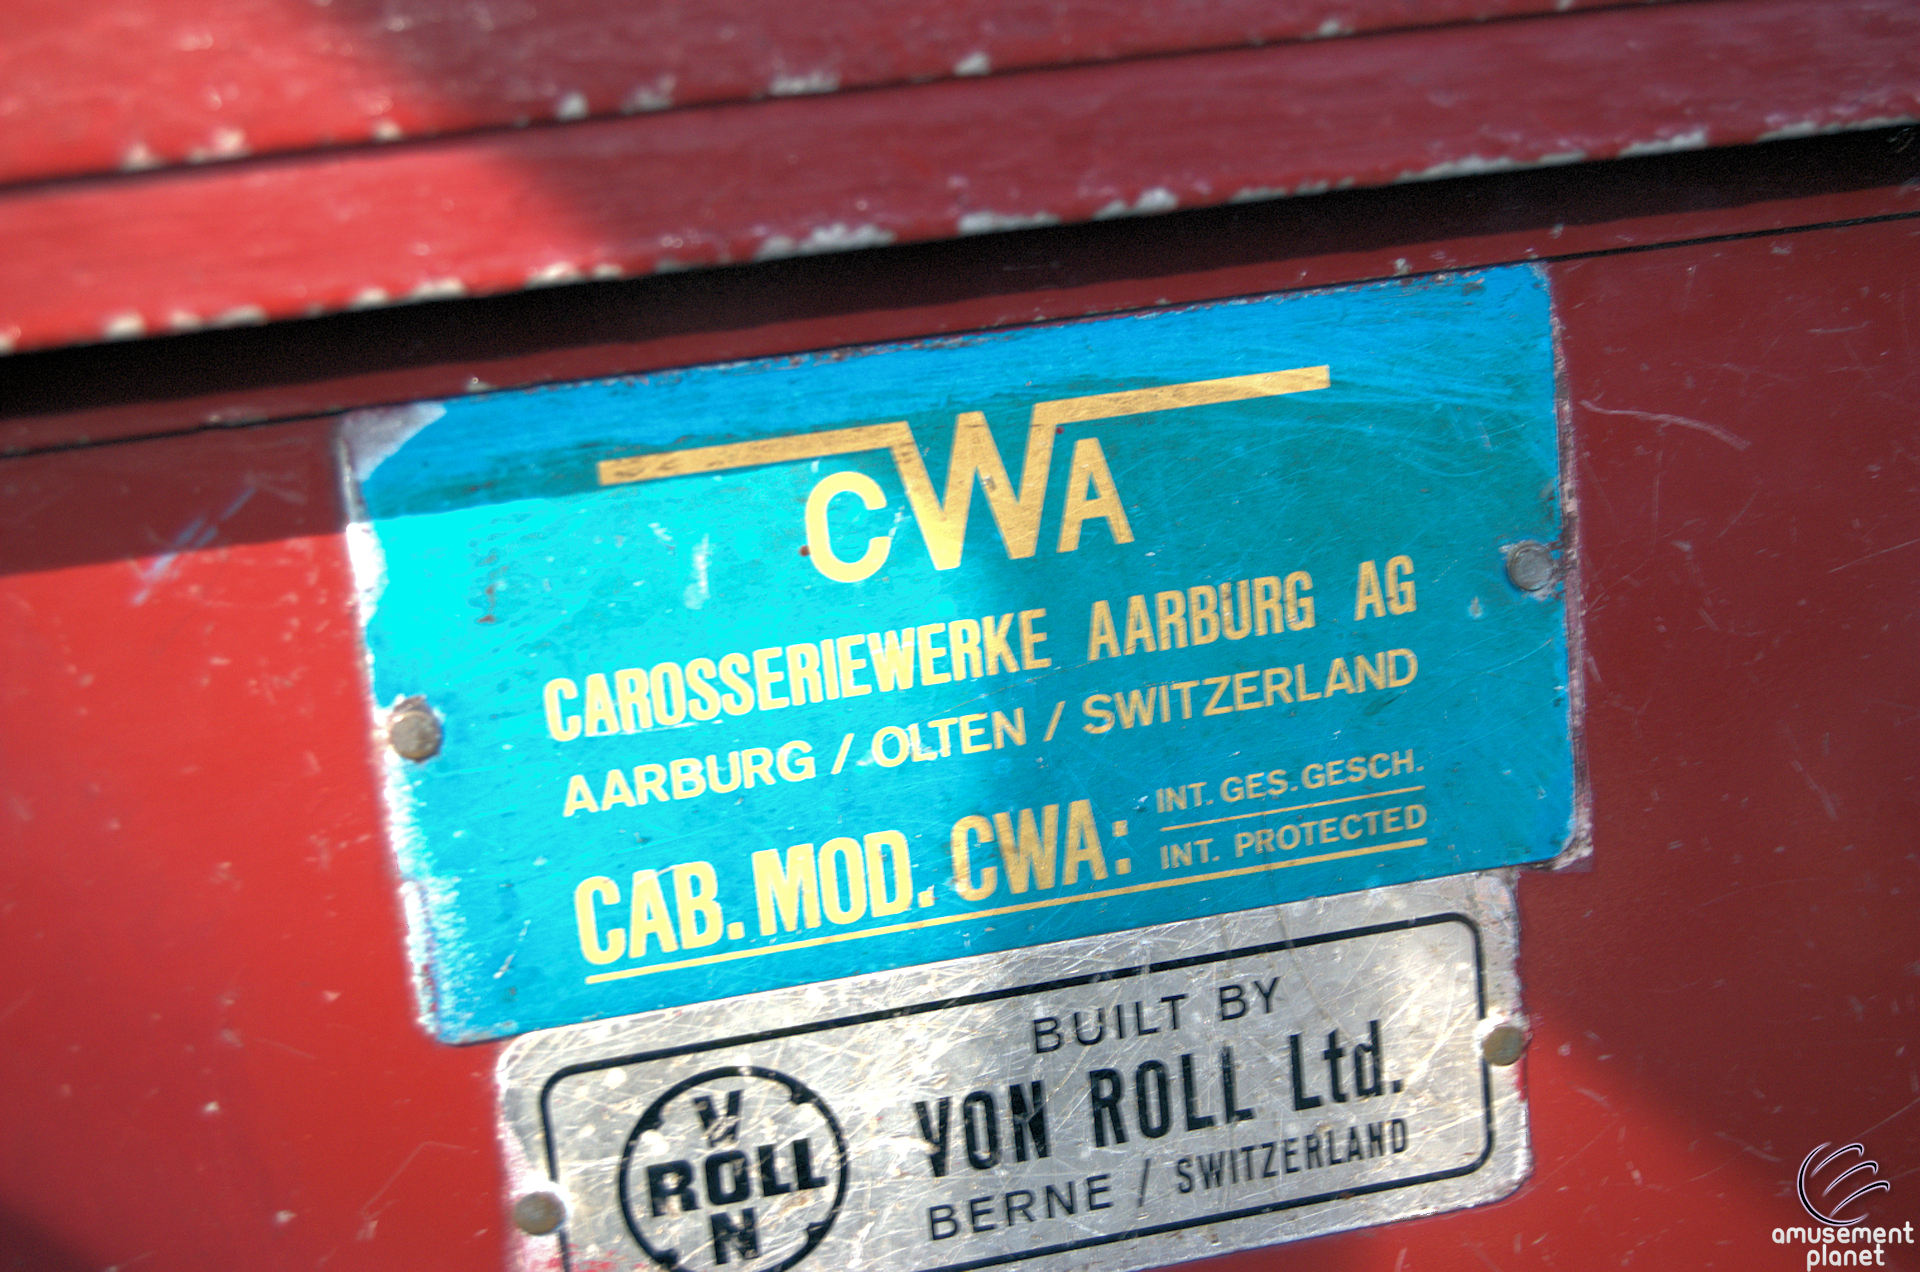 CWA
CAROSSERIEWERKE AARBURG AG
AARBURG / OLTEN / SWITZERLAND
CAB. MOD. CWA: INT. GES. GESCH.
INT. PROTECTED
BUILT BY
VON ROLL Ltd.
BERNE / SWITZERLAND
V
ROLL
N
amusement
planet